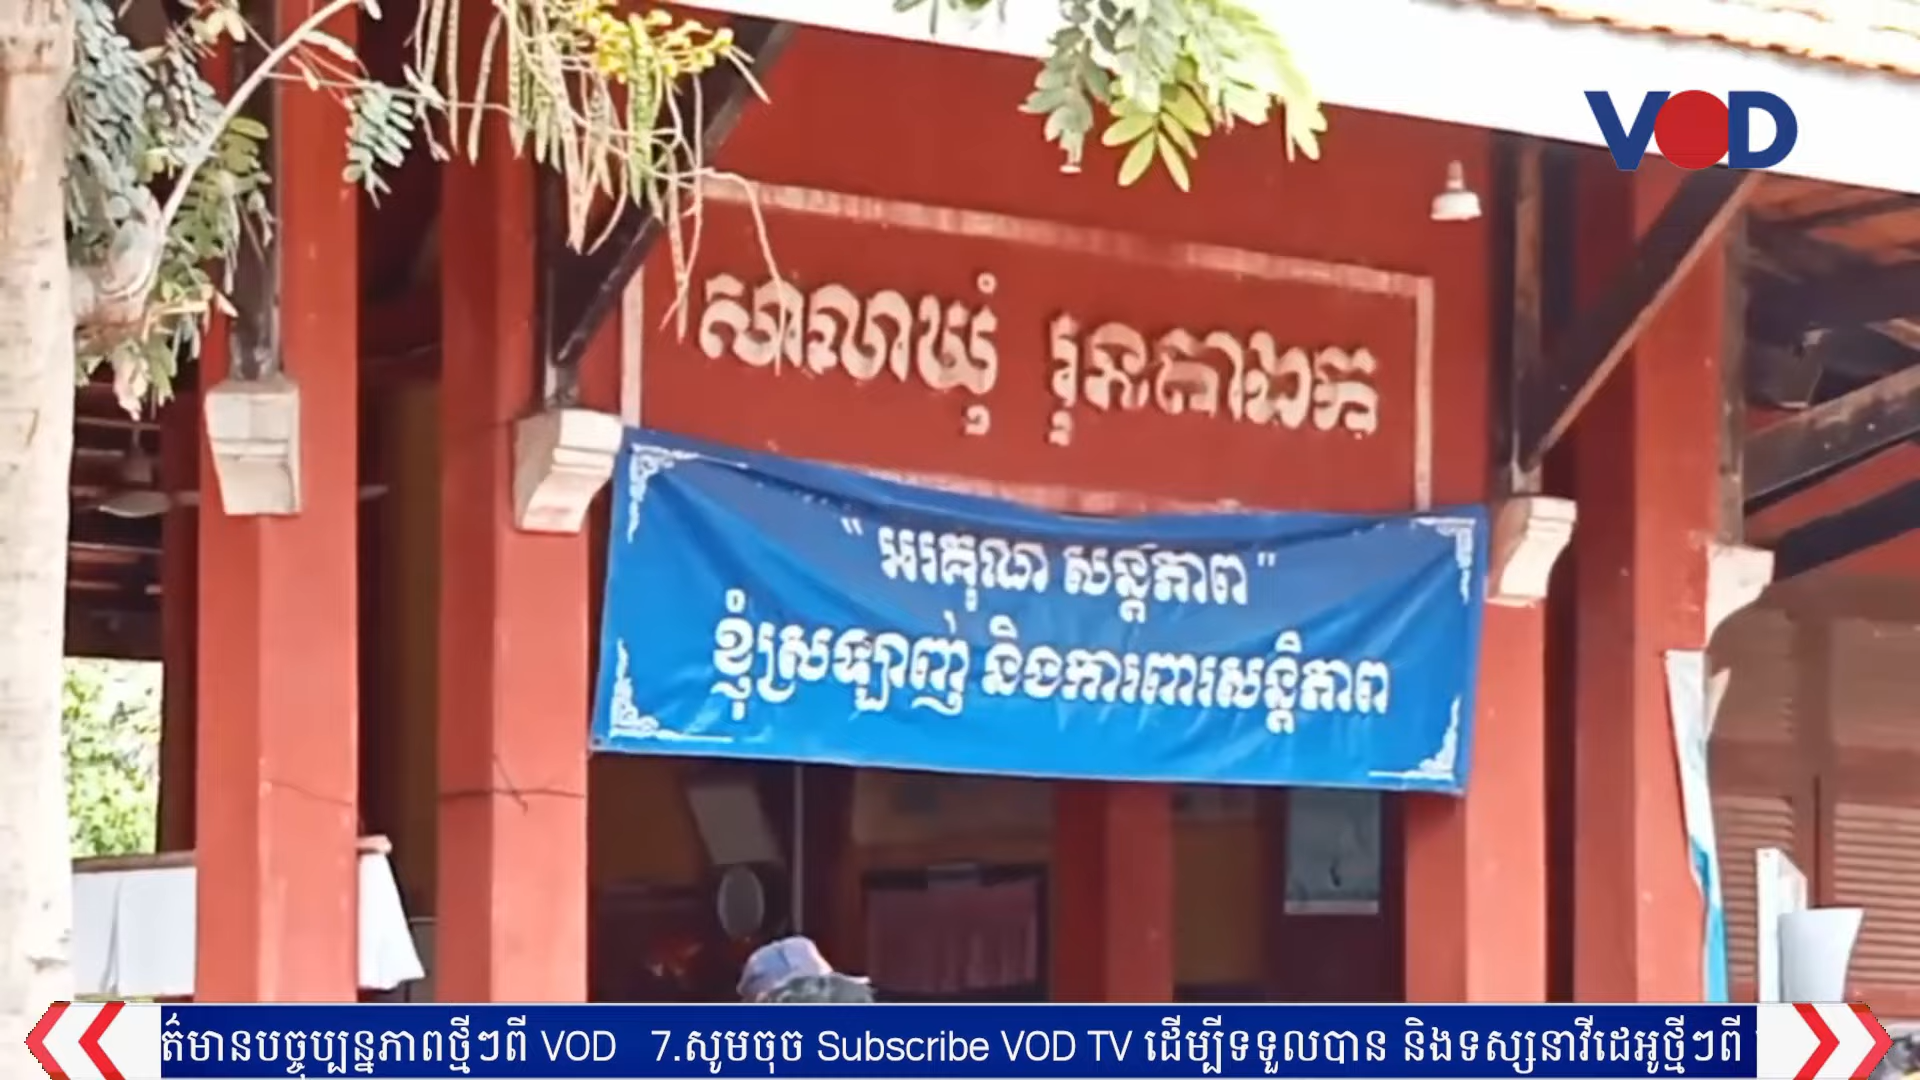 VOD
សាលាឃុំ រុនតាឯក
" អរគុណ សន្តិភាព "
ខ្ញុំស្រឡាញ់ និងការពារសន្តិភាព
ត៌មានបច្ចុប្បន្នភាពថ្មីៗពី VOD 7.សូមចុច Subscribe VOD TV ដើម្បីទទួលបាន និងទស្សនាវីដេអូថ្មីៗពី